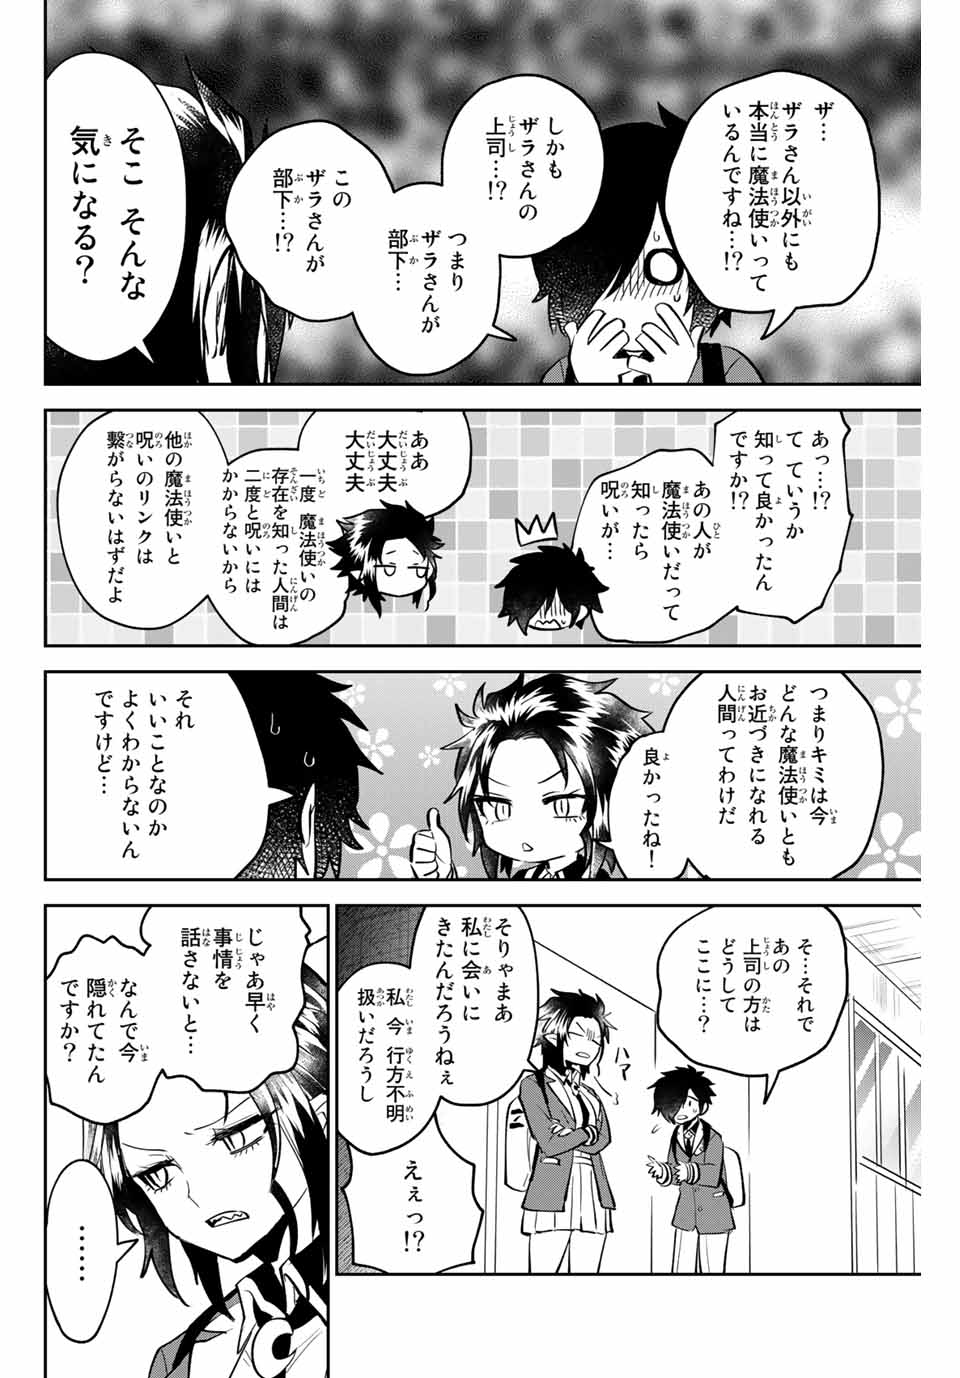 ザ…
ザラさん以外にも
本当に魔法使いって
いるんですね…!?
しかも
ザラさんの
上司…!?
つまり
ザラさんが
部下…
この
ザラさんが
部下…!?
そこ そんな
気になる？
あっ…!?
て ていうか
知って良かったん
ですか!?
あの人が
魔法使いだって
知ったら
呪いが…
ああ
大丈夫
大丈夫
一度 魔法使いの
存在を知った人間は
二度と呪いには
かからないから
他の魔法使いと
呪いのリンクは
繋がらないはずだよ
つまりキミは今
どんな魔法使いとも
お近づきになれる
人間ってわけだ
良かったね！
それ
いいことなのか
よくわからないん
ですけど…
そ…それで
あの
上司の方は
どうして
ここに…？
ハァ
そりゃまあ
私に会いに
きたんだろうねぇ
私 今 行方不明
扱いだろうし
えぇっ!?
じゃあ早く
事情を
話さないと…
なんで今
隠れてたん
ですか？
……